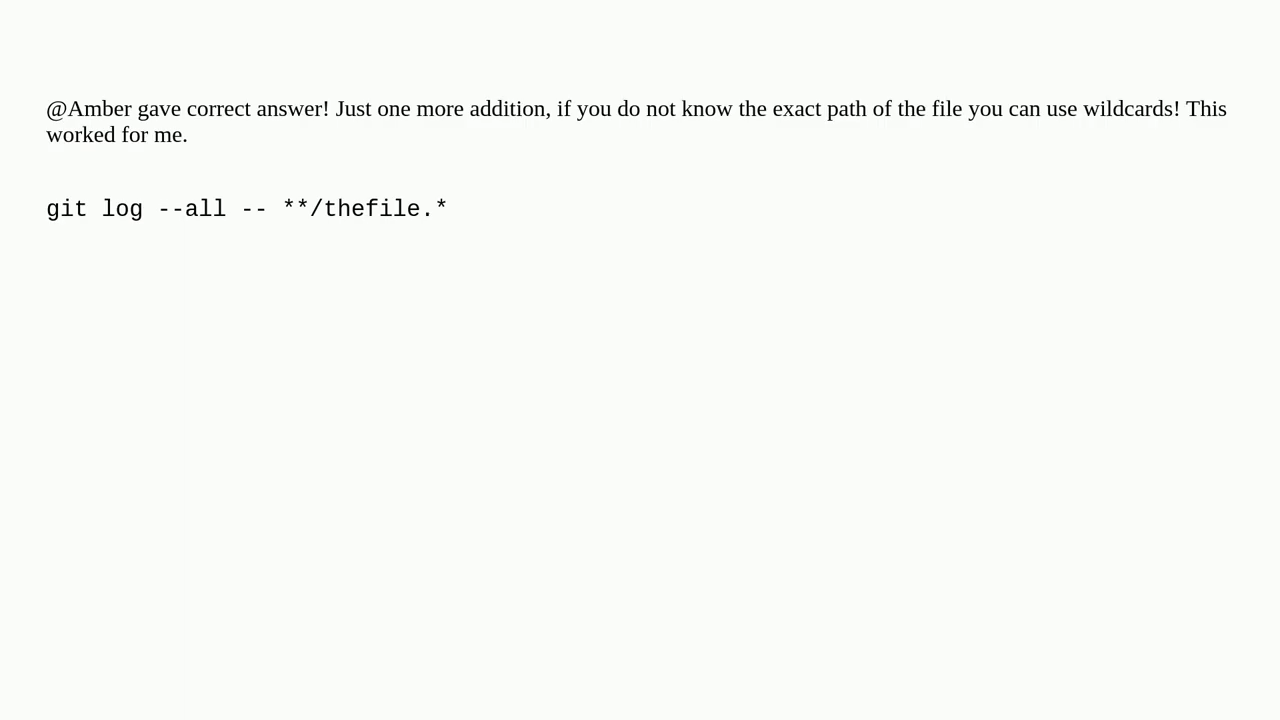 @Amber gave correct answer! Just one more addition, if you do not know the exact path of the file you can use wildcards! This
worked for me.
git log --all -- **/thefile.*